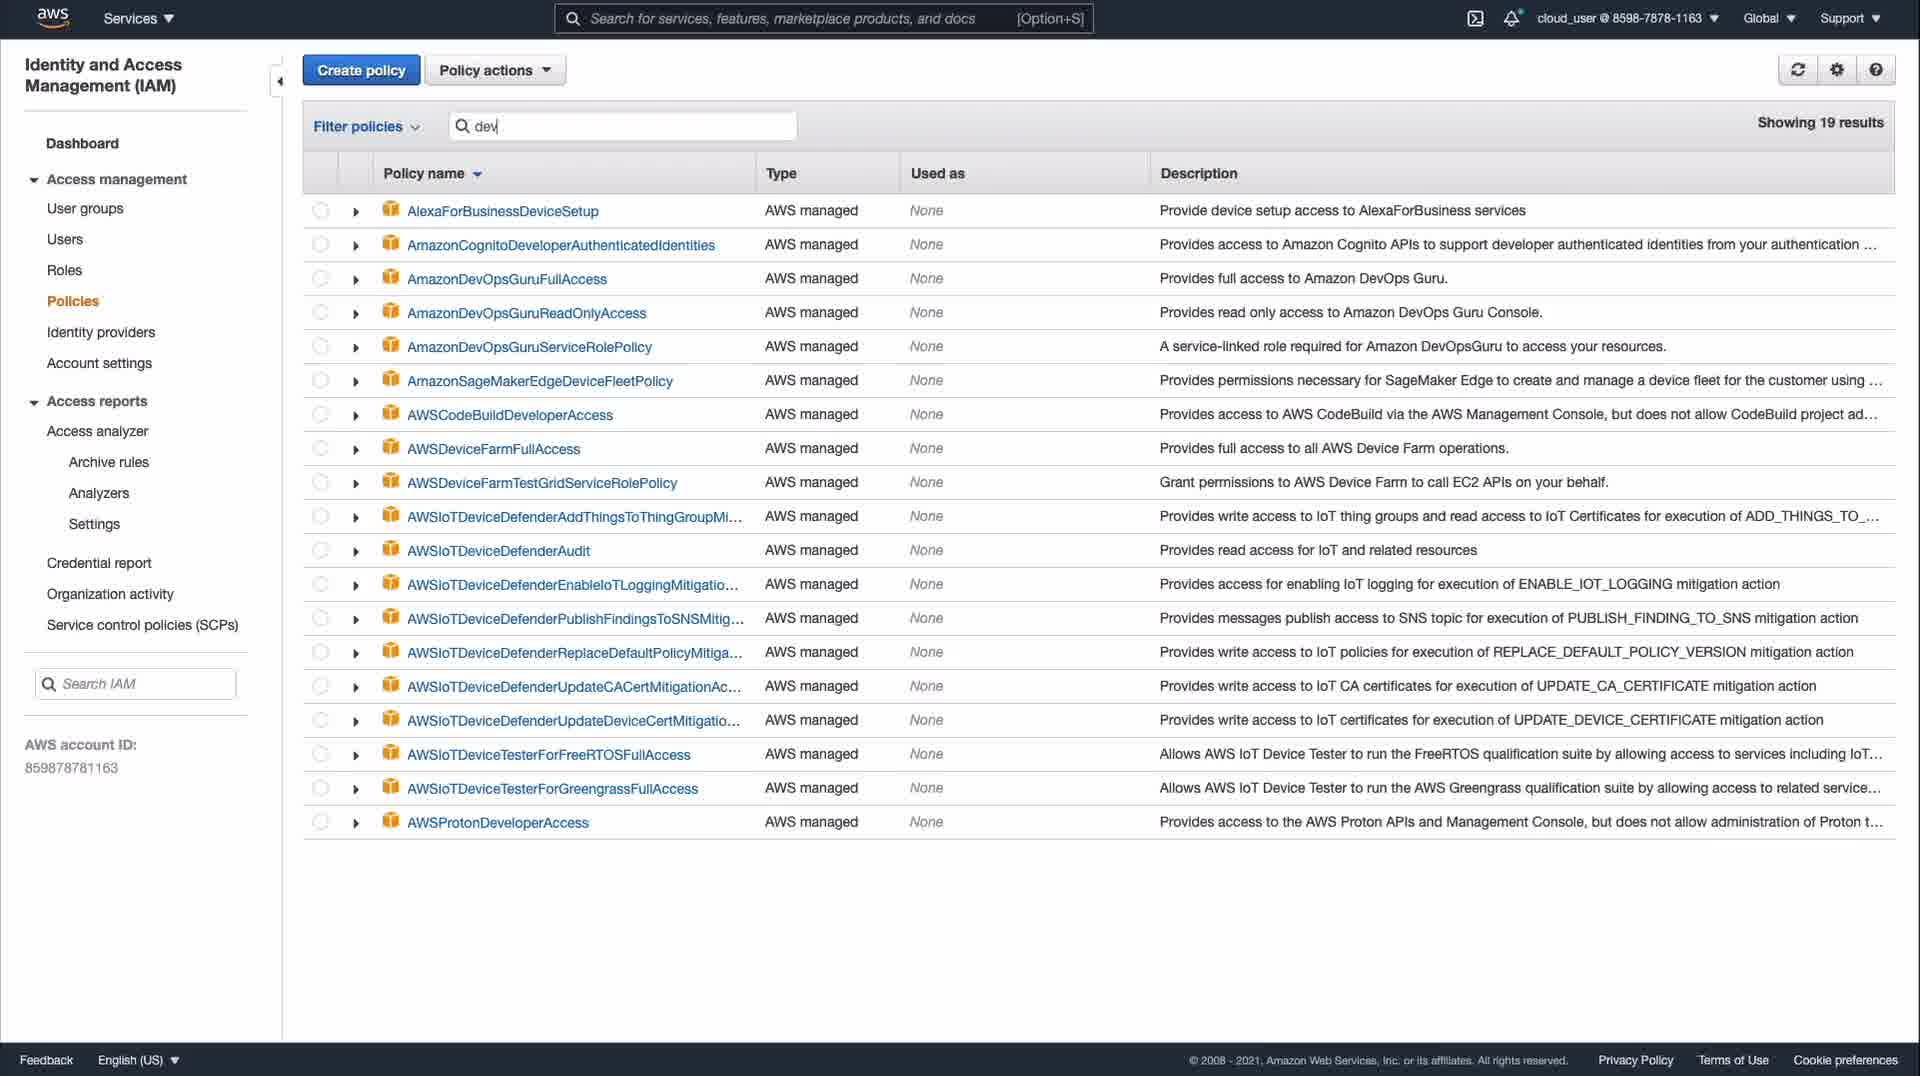 aws Services Search for services, features, marketplace products, and docs [Option+S] cloud_user @ 8598-7878-1163 Global Support
Identity and Access
Management (IAM)
Dashboard
Access management
User groups
Users
Roles
Policies
Identity providers
Account settings
Access reports
Access analyzer
Archive rules
Analyzers
Settings
Credential report
Organization activity
Service control policies (SCPs)
Search IAM
AWS account ID:
859878781163
Create policy Policy actions
Filter policies dev Showing 19 results
Policy name Type Used as Description
AlexaForBusinessDeviceSetup AWS managed None Provide device setup access to AlexaForBusiness services
AmazonCognitoDeveloperAuthenticatedIdentities AWS managed None Provides access to Amazon Cognito APIs to support developer authenticated identities from your authentication ...
AmazonDevOpsGuruFullAccess AWS managed None Provides full access to Amazon DevOps Guru.
AmazonDevOpsGuruReadOnlyAccess AWS managed None Provides read only access to Amazon DevOps Guru Console.
AmazonDevOpsGuruServiceRolePolicy AWS managed None A service-linked role required for Amazon DevOpsGuru to access your resources.
AmazonSageMakerEdgeDeviceFleetPolicy AWS managed None Provides permissions necessary for SageMaker Edge to create and manage a device fleet for the customer using ...
AWSCodeBuildDeveloperAccess AWS managed None Provides access to AWS CodeBuild via the AWS Management Console, but does not allow CodeBuild project ad...
AWSDeviceFarmFullAccess AWS managed None Provides full access to all AWS Device Farm operations.
AWSDeviceFarmTestGridServiceRolePolicy AWS managed None Grant permissions to AWS Device Farm to call EC2 APIs on your behalf.
AWSIoTDeviceDefenderAddThingsToThingGroupMi... AWS managed None Provides write access to IoT thing groups and read access to IoT Certificates for execution of ADD_THINGS_TO_...
AWSIoTDeviceDefenderAudit AWS managed None Provides read access for IoT and related resources
AWSIoTDeviceDefenderEnableIoTLoggingMitigatio... AWS managed None Provides access for enabling IoT logging for execution of ENABLE_IOT_LOGGING mitigation action
AWSIoTDeviceDefenderPublishFindingsToSNSMitig... AWS managed None Provides messages publish access to SNS topic for execution of PUBLISH_FINDING_TO_SNS mitigation action
AWSIoTDeviceDefenderReplaceDefaultPolicyMitiga... AWS managed None Provides write access to IoT policies for execution of REPLACE_DEFAULT_POLICY_VERSION mitigation action
AWSIoTDeviceDefenderUpdateCACertMitigationAc... AWS managed None Provides write access to IoT CA certificates for execution of UPDATE_CA_CERTIFICATE mitigation action
AWSIoTDeviceDefenderUpdateDeviceCertMitigatio... AWS managed None Provides write access to IoT certificates for execution of UPDATE_DEVICE_CERTIFICATE mitigation action
AWSIoTDeviceTesterForFreeRTOSFullAccess AWS managed None Allows AWS IoT Device Tester to run the FreeRTOS qualification suite by allowing access to services including IoT...
AWSIoTDeviceTesterForGreengrassFullAccess AWS managed None Allows AWS IoT Device Tester to run the AWS Greengrass qualification suite by allowing access to related service...
AWSProtonDeveloperAccess AWS managed None Provides access to the AWS Proton APIs and Management Console, but does not allow administration of Proton t...
Feedback English (US) © 2008 - 2021, Amazon Web Services, Inc. or its affiliates. All rights reserved. Privacy Policy Terms of Use Cookie preferences